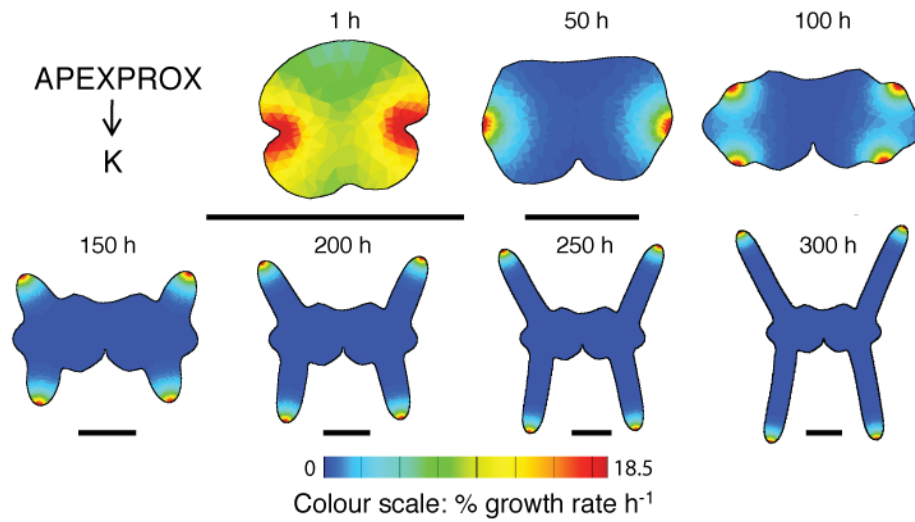 1 h
50 h
100 h
APEXPROX
K
150 h
200 h
250 h
300 h
0
18.5
Colour scale: % growth rate h⁻¹